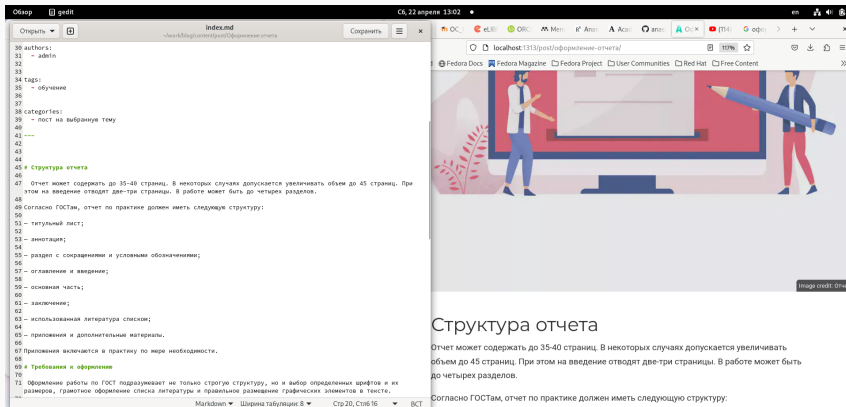 Обзор
gedit
Сб, 22 апреля 13:02
en
Открыть
index.md
~/work/blog/content/post/Оформление отчета
Сохранить
30 authors:
31 - admin
32
33
34 tags:
35 - обучение
36
37
38 categories:
39 - пост на выбранную тему
40
41 ---
42
43
44
45 # Структура отчета
46
47 Отчет может содержать до 35-40 страниц. В некоторых случаях допускается увеличивать объем до 45 страниц. При
этом на введение отводят две-три страницы. В работе может быть до четырех разделов.
48
49 Согласно ГОСТам, отчет по практике должен иметь следующую структуру:
50
51 — титульный лист;
52
53 — аннотация;
54
55 — раздел с сокращениями и условными обозначениями;
56
57 — оглавление и введение;
58
59 — основная часть;
60
61 — заключение;
62
63 — использованная литература списком;
64
65 — приложения и дополнительные материалы.
66
67 Приложения включаются в практику по мере необходимости.
68
69 # Требования к оформлению
70
71 Оформление работы по ГОСТ подразумевает не только строгую структуру, но и выбор определенных шрифтов и их
размеров, грамотное оформление списка литературы и правильное размещение графических элементов в тексте.
Markdown
Ширина табуляции: 8
Стр 20, Стлб 16
ВСТ
ORC
Мен
Анас
Acad
anas
(114)
localhost:1313/post/оформление-отчета/
117%
Fedora Docs
Fedora Magazine
Fedora Project
User Communities
Red Hat
Free Content
Image credit:
Структура отчета
Отчет может содержать до 35-40 страниц. В некоторых случаях допускается увеличивать
объем до 45 страниц. При этом на введение отводят две-три страницы. В работе может быть
до четырех разделов.
Согласно ГОСТам, отчет по практике должен иметь следующую структуру: